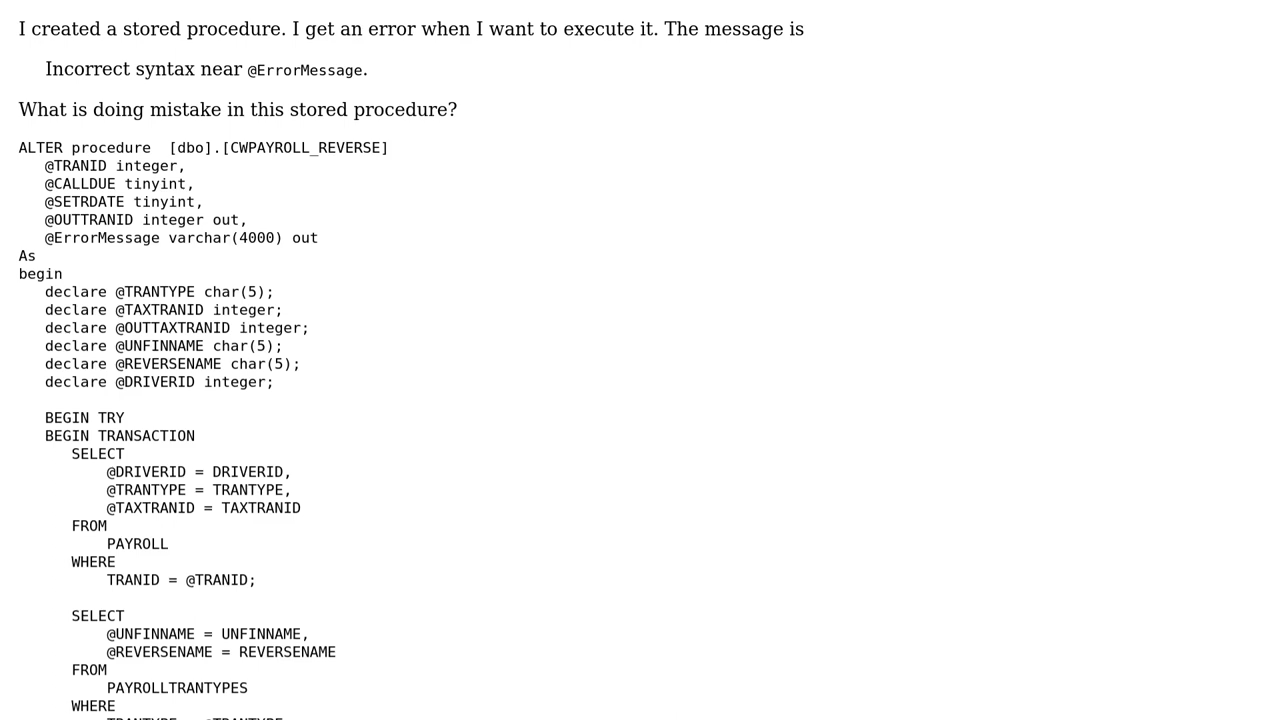 I created a stored procedure. I get an error when I want to execute it. The message is
Incorrect syntax near @ErrorMessage.
What is doing mistake in this stored procedure?
ALTER procedure  [dbo].[CWPAYROLL_REVERSE]
   @TRANID integer,
   @CALLDUE tinyint,
   @SETRDATE tinyint,
   @OUTTRANID integer out,
   @ErrorMessage varchar(4000) out
As
begin
   declare @TRANTYPE char(5);
   declare @TAXTRANID integer;
   declare @OUTTAXTRANID integer;
   declare @UNFINNAME char(5);
   declare @REVERSENAME char(5);
   declare @DRIVERID integer;

   BEGIN TRY
   BEGIN TRANSACTION
      SELECT
          @DRIVERID = DRIVERID,
          @TRANTYPE = TRANTYPE,
          @TAXTRANID = TAXTRANID
      FROM
          PAYROLL
      WHERE
          TRANID = @TRANID;

      SELECT
          @UNFINNAME = UNFINNAME,
          @REVERSENAME = REVERSENAME
      FROM
          PAYROLLTRANTYPES
      WHERE